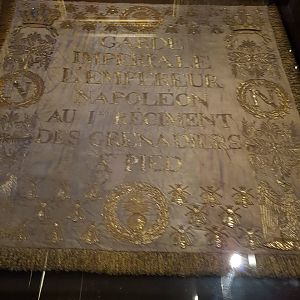 GARDE
IMPÉRIALE
L'EMPEREUR
NAPOLÉON
AU 1ER RÉGIMENT
DES GRENADIERS
A PIED
N N